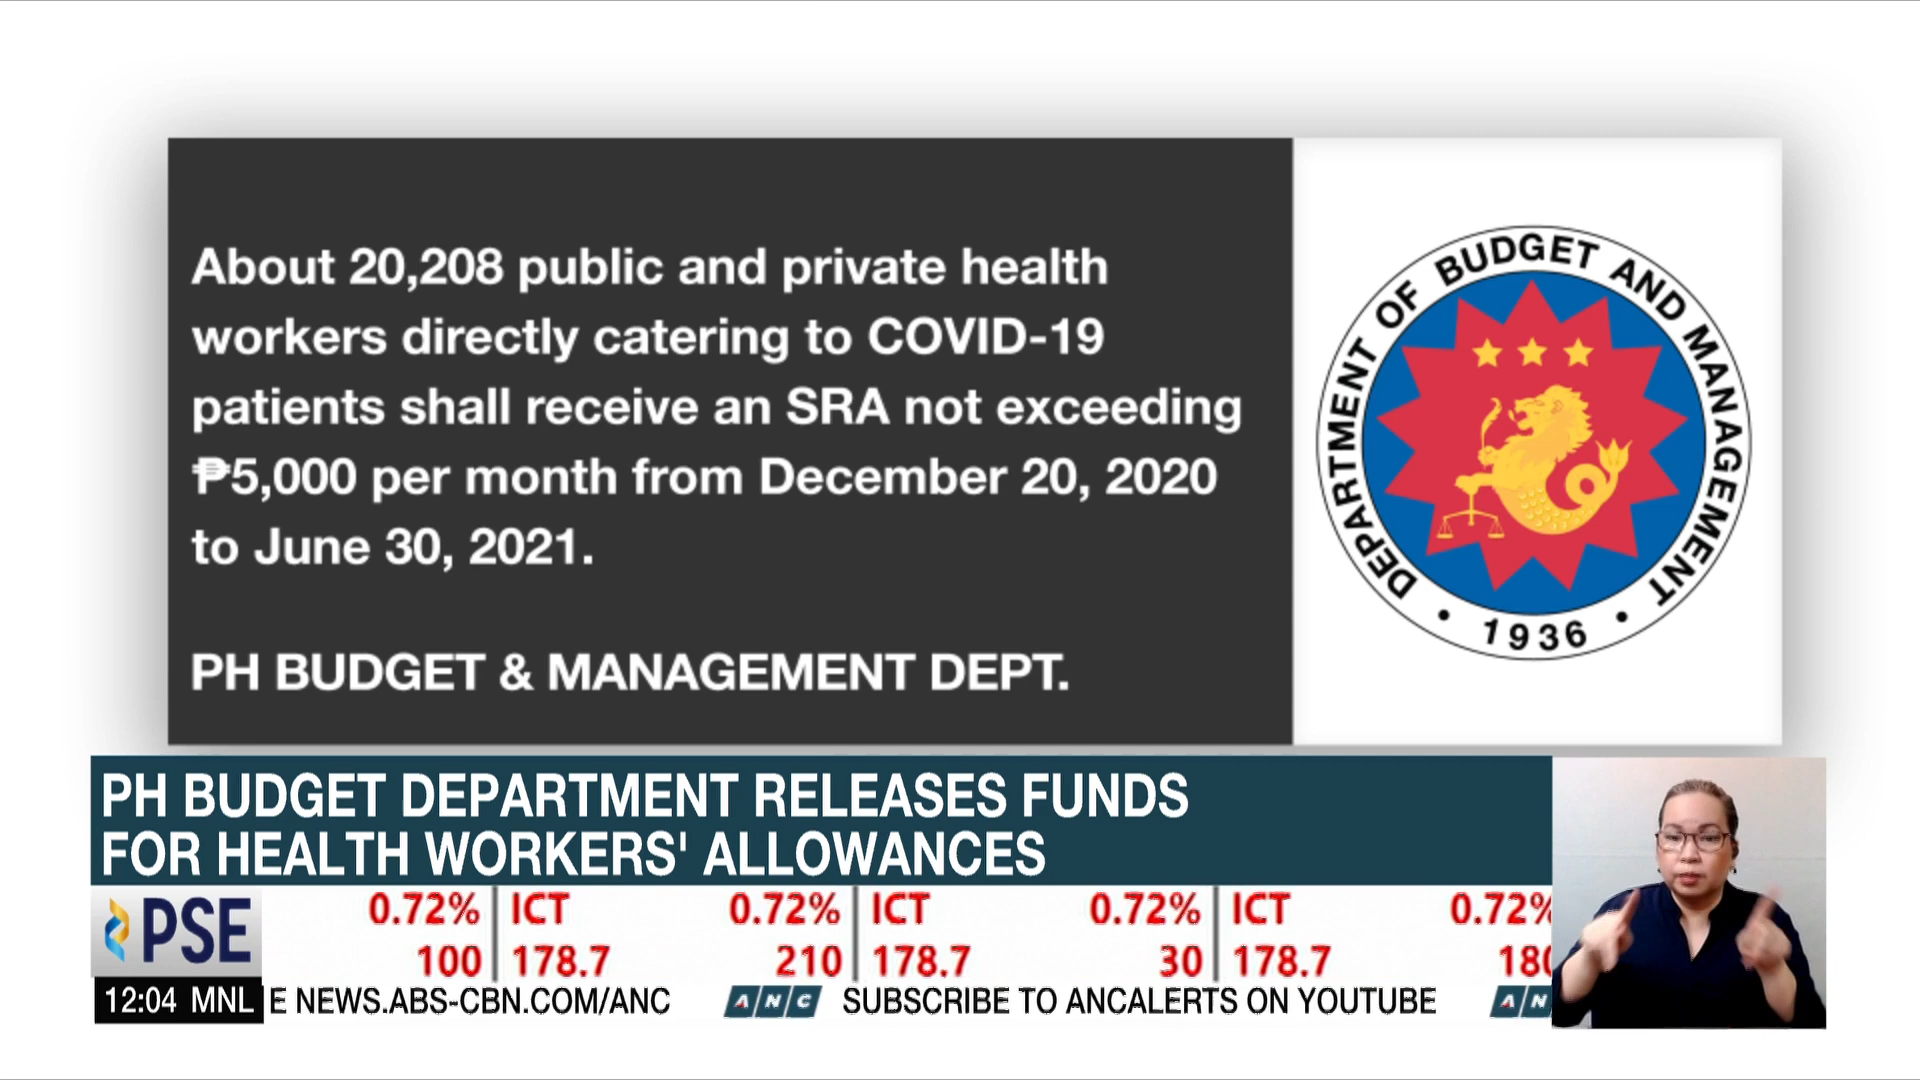 About 20,208 public and private health
workers directly catering to COVID-19
patients shall receive an SRA not exceeding
₱5,000 per month from December 20, 2020
to June 30, 2021.
PH BUDGET & MANAGEMENT DEPT.
DEPARTMENT OF BUDGET AND MANAGEMENT
• 1936 •
PH BUDGET DEPARTMENT RELEASES FUNDS
FOR HEALTH WORKERS' ALLOWANCES
PSE
0.72% ICT 0.72% ICT 0.72% ICT 0.72%
100 178.7 210 178.7 30 178.7 180
12:04 MNL E NEWS.ABS-CBN.COM/ANC ANC SUBSCRIBE TO ANCALERTS ON YOUTUBE AN